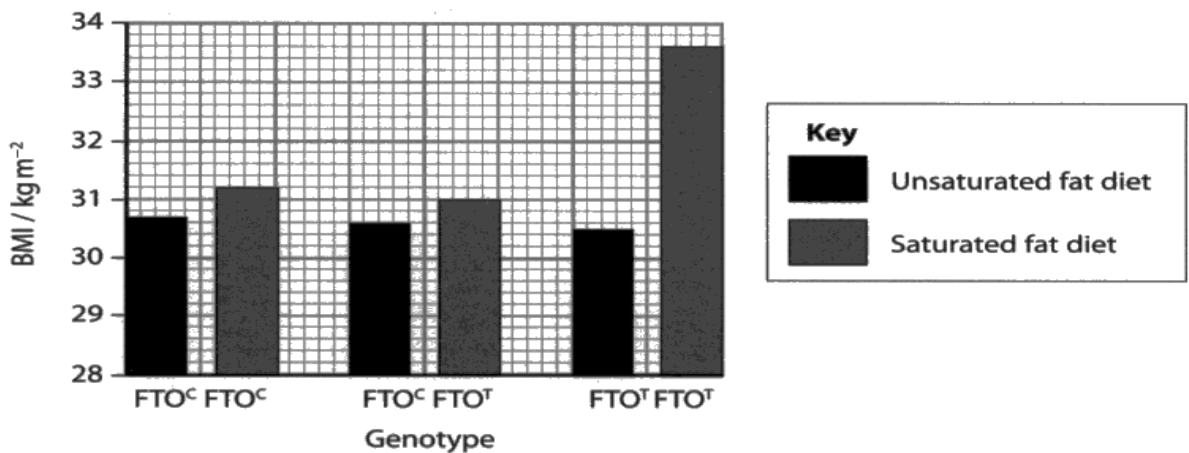 34
33
32
31
30
29
28
BMI / kg m⁻²
FTOᶜ FTOᶜ
FTOᶜ FTOᵀ
FTOᵀ FTOᵀ
Genotype
Key
Unsaturated fat diet
Saturated fat diet